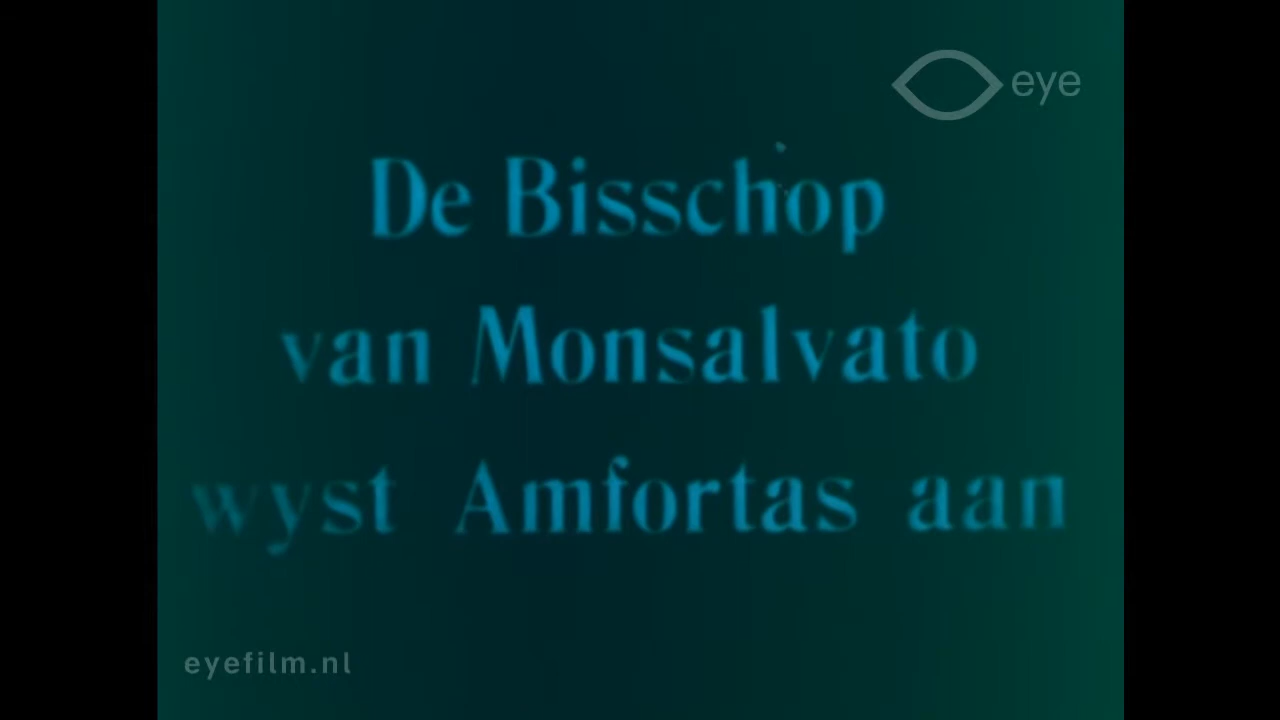 eye
De Bisschop
van Monsalvato
wyst Amfortas aan
eyefilm.nl